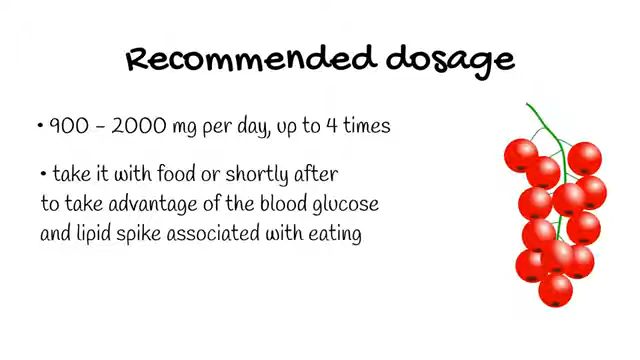 Recommended dosage
• 900 - 2000 mg per day, up to 4 times
• take it with food or shortly after
to take advantage of the blood glucose
and lipid spike associated with eating